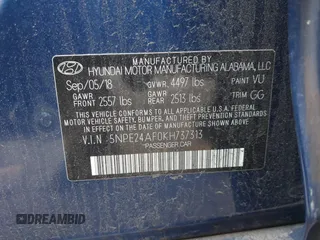 MANUFACTURED BY
HYUNDAI MOTOR MANUFACTURING ALABAMA, LLC
Sep/05/18 GVWR 4497 lbs PAINT VU
GAWR FRONT 2557 lbs GAWR REAR 2513 lbs TRIM GG
THIS VEHICLE CONFORMS TO ALL APPLICABLE U.S.A. FEDERAL
MOTOR VEHICLE SAFETY, BUMPER, AND THEFT PREVENTION
STANDARDS IN EFFECT ON THE DATE OF MANUFACTURE
SHOWN ABOVE.
V.I.N 5NPE24AF0KH737313
PASSENGER CAR
© DREAMBID
DREAMBID.COM